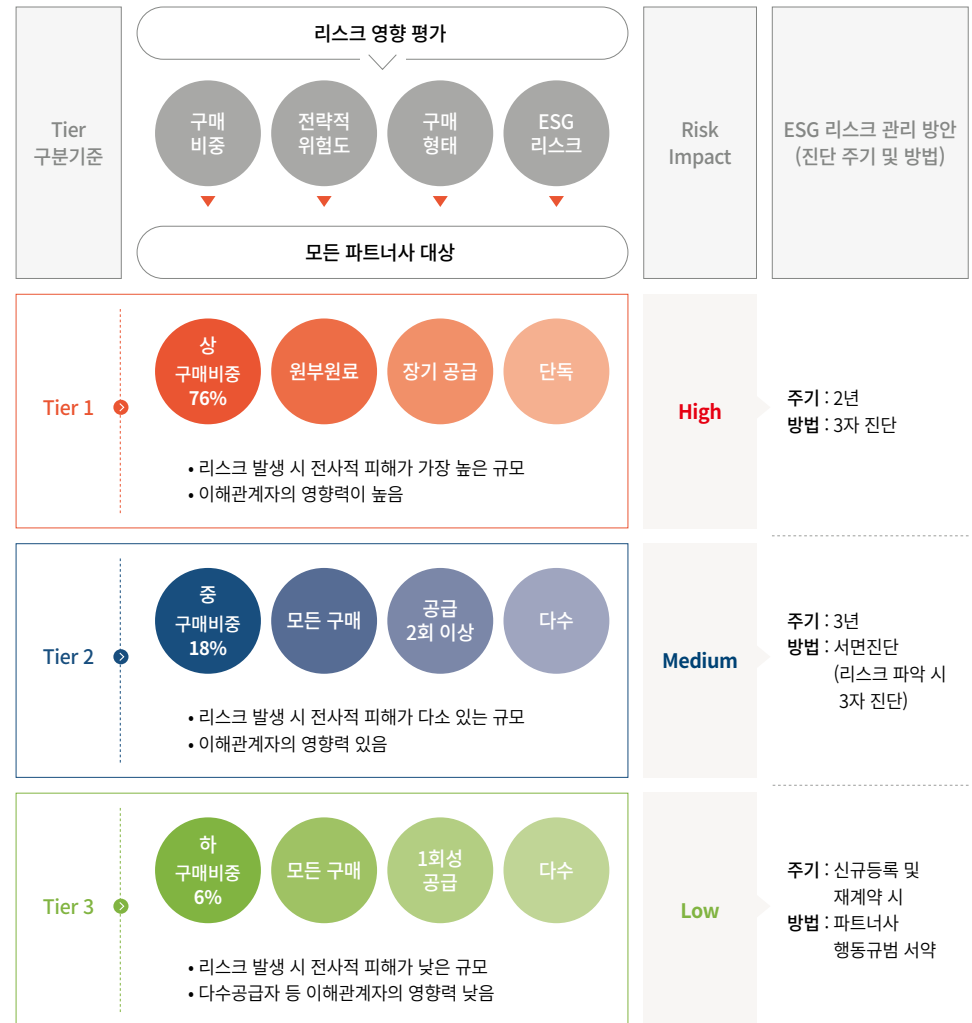 Tier
구분기준
리스크 영향 평가
구매
비중
전략적
위험도
구매
형태
ESG
리스크
모든 파트너사 대상
Risk
Impact
ESG 리스크 관리 방안
(진단 주기 및 방법)
Tier 1
상
구매비중
76%
원부원료
장기 공급
단독
• 리스크 발생 시 전사적 피해가 가장 높은 규모
• 이해관계자의 영향력이 높음
High
주기 : 2년
방법 : 3자 진단
Tier 2
중
구매비중
18%
모든 구매
공급
2회 이상
다수
• 리스크 발생 시 전사적 피해가 다소 있는 규모
• 이해관계자의 영향력 있음
Medium
주기 : 3년
방법 : 서면진단
(리스크 파악 시
3자 진단)
Tier 3
하
구매비중
6%
모든 구매
1회성
공급
다수
• 리스크 발생 시 전사적 피해가 낮은 규모
• 다수공급자 등 이해관계자의 영향력 낮음
Low
주기 : 신규등록 및
재계약 시
방법 : 파트너사
행동규범 서약